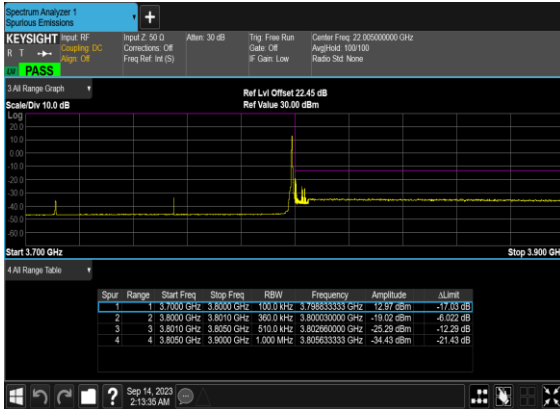 Spectrum Analyzer 1
Spurious Emissions
KEYSIGHT
R T
Input: RF
Coupling: DC
Align: Off
Input Z: 50 Ω
Corrections: Off
Freq Ref: Int (S)
Atten: 30 dB
Trig: Free Run
Gate: Off
IF Gain: Low
Center Freq: 22.005000000 GHz
Avg|Hold: 100/100
Radio Std: None
PASS
3 All Range Graph
Scale/Div 10.0 dB
Ref Lvl Offset 22.45 dB
Ref Value 30.00 dBm
Log
20.0
10.0
0.00
-10.0
-20.0
-30.0
-40.0
-50.0
-60.0
Start 3.700 GHz
Stop 3.900 GHz
4 All Range Table
Spur Range Start Freq Stop Freq RBW Frequency Amplitude ΔLimit
1 1 3.7000 GHz 3.8000 GHz 100.0 kHz 3.798833333 GHz 12.97 dBm -17.03 dB
2 2 3.8000 GHz 3.8010 GHz 360.0 kHz 3.800030000 GHz -19.02 dBm -6.022 dB
3 3 3.8010 GHz 3.8050 GHz 510.0 kHz 3.802660000 GHz -25.29 dBm -12.29 dB
4 4 3.8050 GHz 3.9000 GHz 1.000 MHz 3.805633333 GHz -34.43 dBm -21.43 dB
Sep 14, 2023
2:13:35 AM